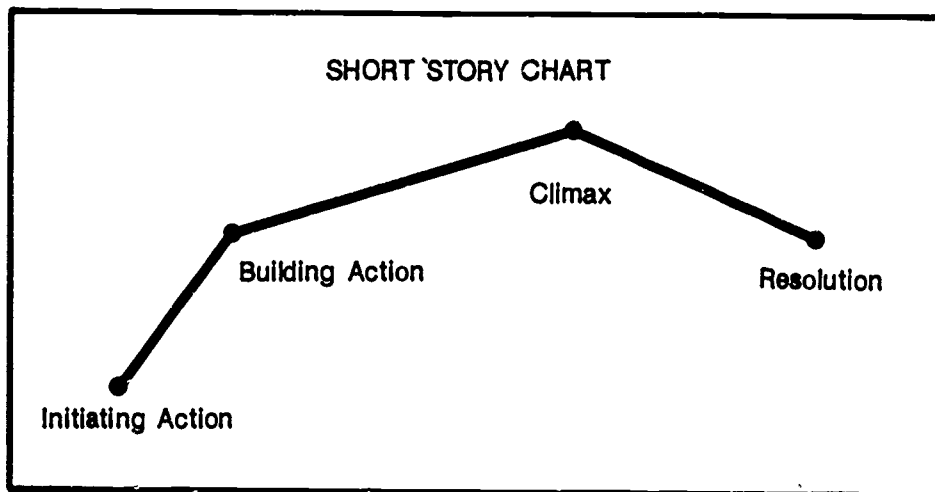 SHORT STORY CHART
Climax
Building Action
Resolution
Initiating Action